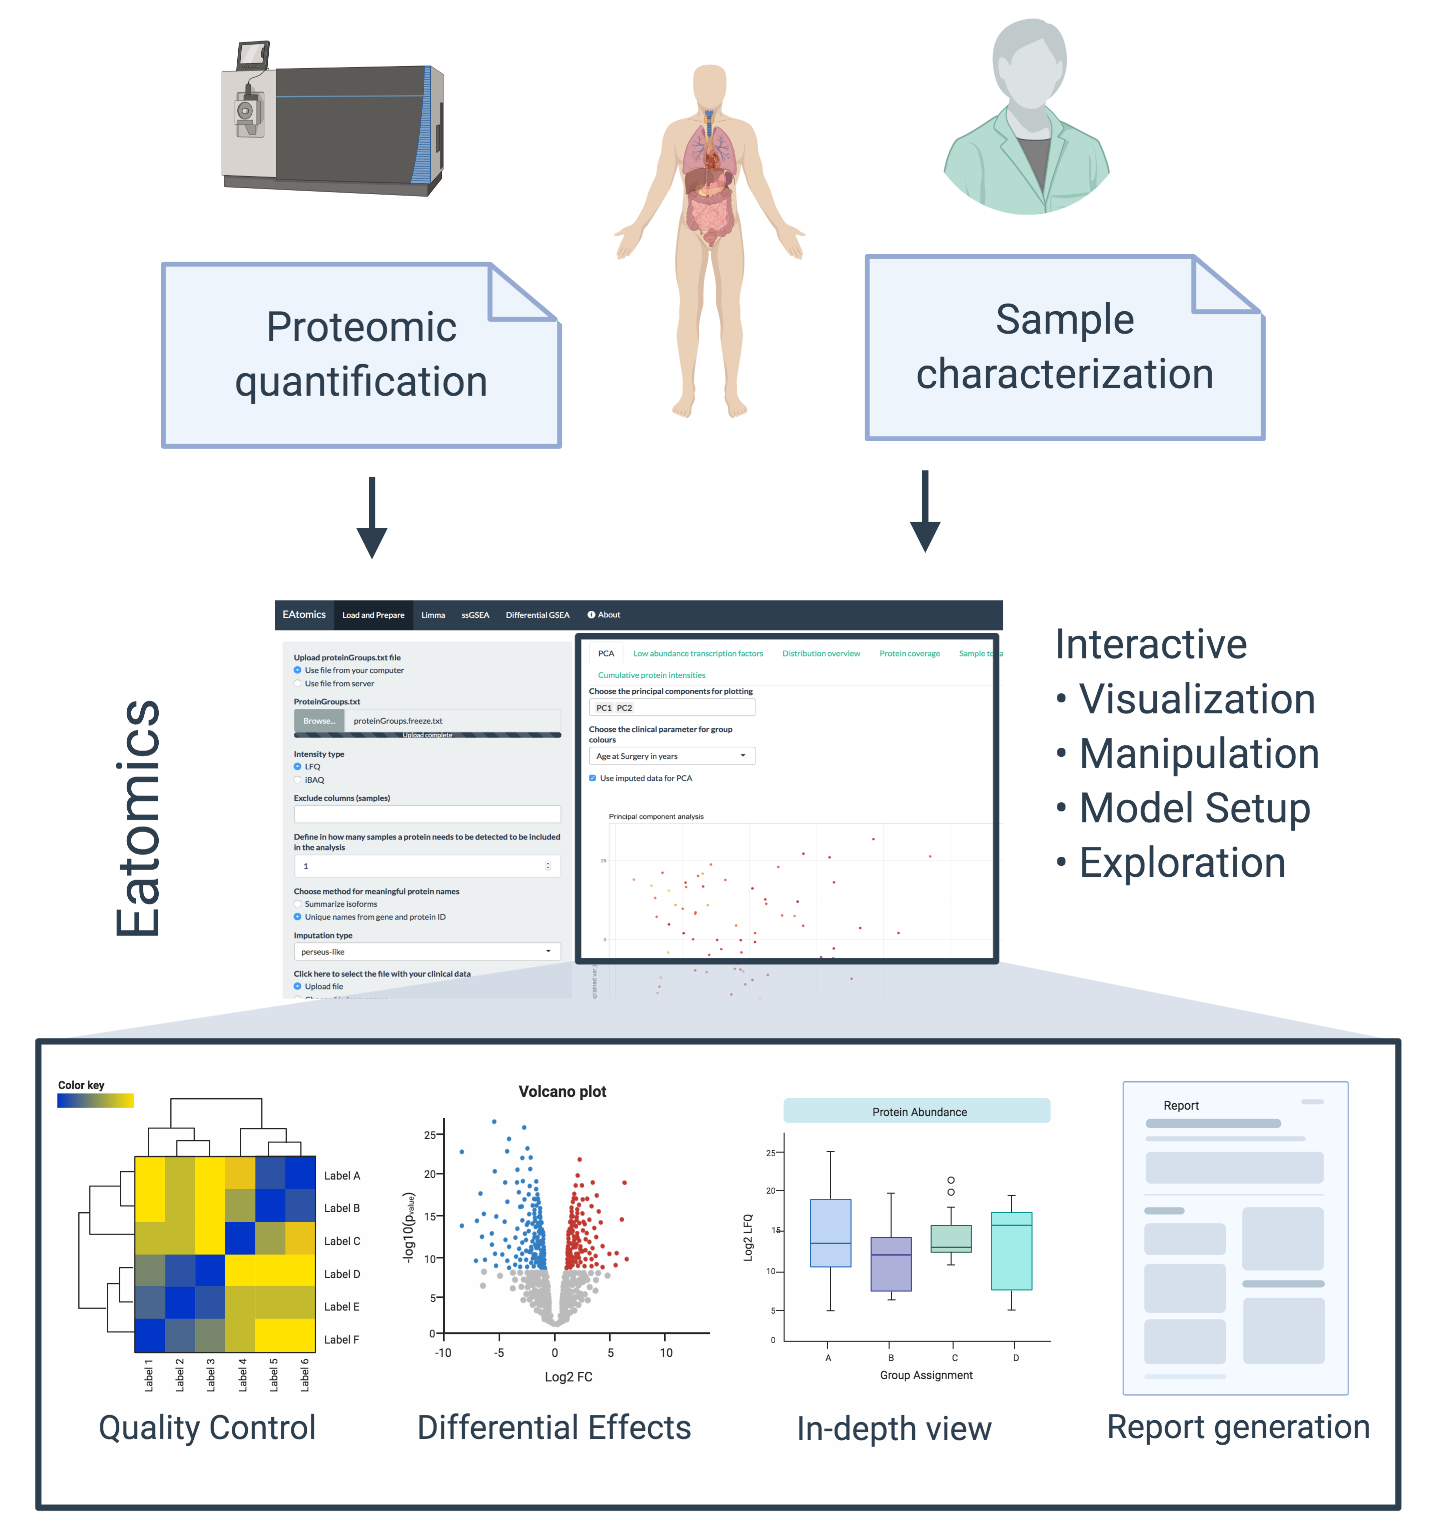 Proteomic
quantification
Sample
characterization
Eatomics
EAtomics Load and Prepare Limma ssGSEA Differential GSEA About
Upload proteinGroups.txt file
Use file from your computer
Use file from server
ProteinGroups.txt
Browse... proteinGroups.freeze.txt
Upload complete
Intensity type
LFQ
iBAQ
Exclude columns (samples)
Define in how many samples a protein needs to be detected to be included
in the analysis
1
Choose method for meaningful protein names
Summarize isoforms
Unique names from gene and protein ID
Imputation type
perseus-like
Click here to select the file with your clinical data
Upload file
PCA Low abundance transcription factors Distribution overview Protein coverage Sample to
Cumulative protein intensities
Choose the principal components for plotting
PC1 PC2
Choose the clinical parameter for group
colours
Age at Surgery in years
Use imputed data for PCA
Principal component analysis
25
0
Interactive
• Visualization
• Manipulation
• Model Setup
• Exploration
Color key
Label A
Label B
Label C
Label D
Label E
Label F
Label 1
Label 2
Label 3
Label 4
Label 5
Label 6
Quality Control
Volcano plot
-log10(pvalue)
25
20
15
10
5
0
-10 -5 0 5 10
Log2 FC
Differential Effects
Protein Abundance
Log2 LFQ
25
20
15
10
5
0
A B C D
Group Assignment
In-depth view
Report
Report generation